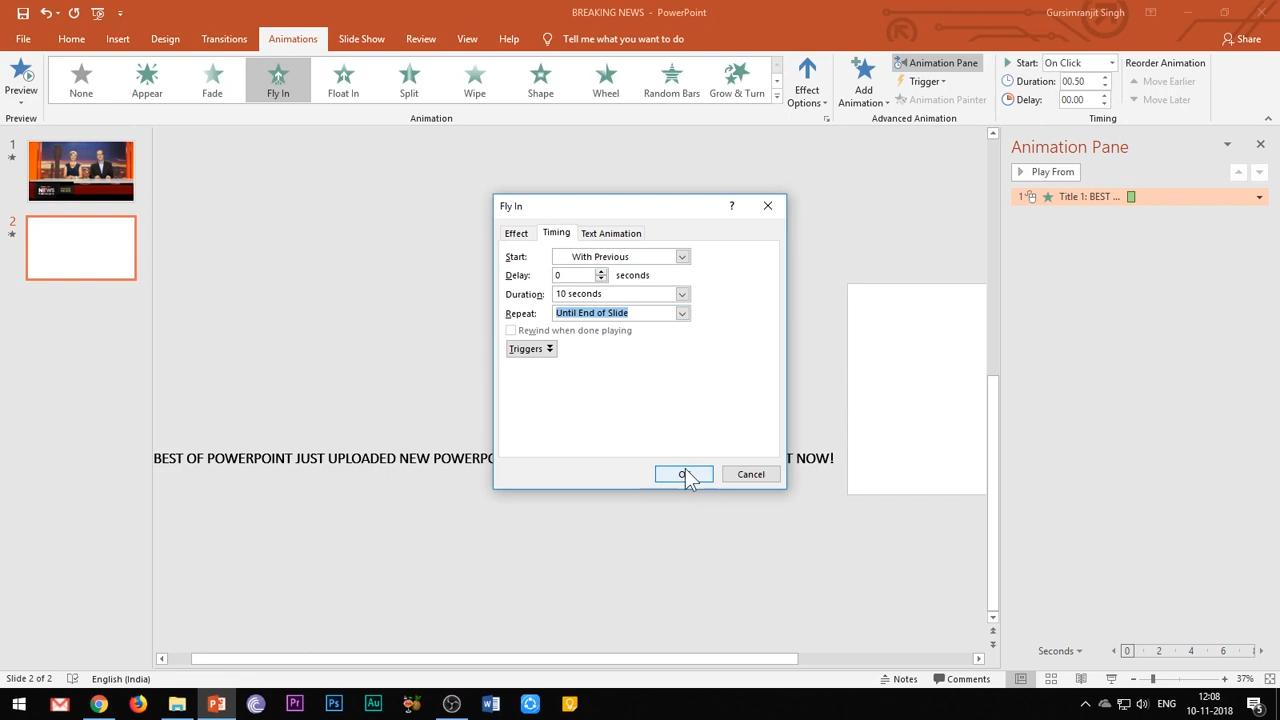 BREAKING NEWS - PowerPoint
Gursimranjit Singh
File Home Insert Design Transitions Animations Slide Show Review View Help Tell me what you want to do Share
Preview None Appear Fade Fly In Float In Split Wipe Shape Wheel Random Bars Grow & Turn
Effect Options
Add Animation
Animation Pane
Trigger
Animation Painter
Start: On Click
Duration: 00.50
Delay: 00.00
Reorder Animation
Move Earlier
Move Later
Preview Animation Advanced Animation Timing
1
NEWS
2
Animation Pane
Play From
1 Title 1: BEST ...
Fly In
Effect Timing Text Animation
Start: With Previous
Delay: 0 seconds
Duration: 10 seconds
Repeat: Until End of Slide
Rewind when done playing
Triggers
Cancel
BEST OF POWERPOINT JUST UPLOADED NEW
T NOW!
Seconds 0 2 4 6
Slide 2 of 2 English (India) Notes Comments 37%
ENG
12:08
10-11-2018